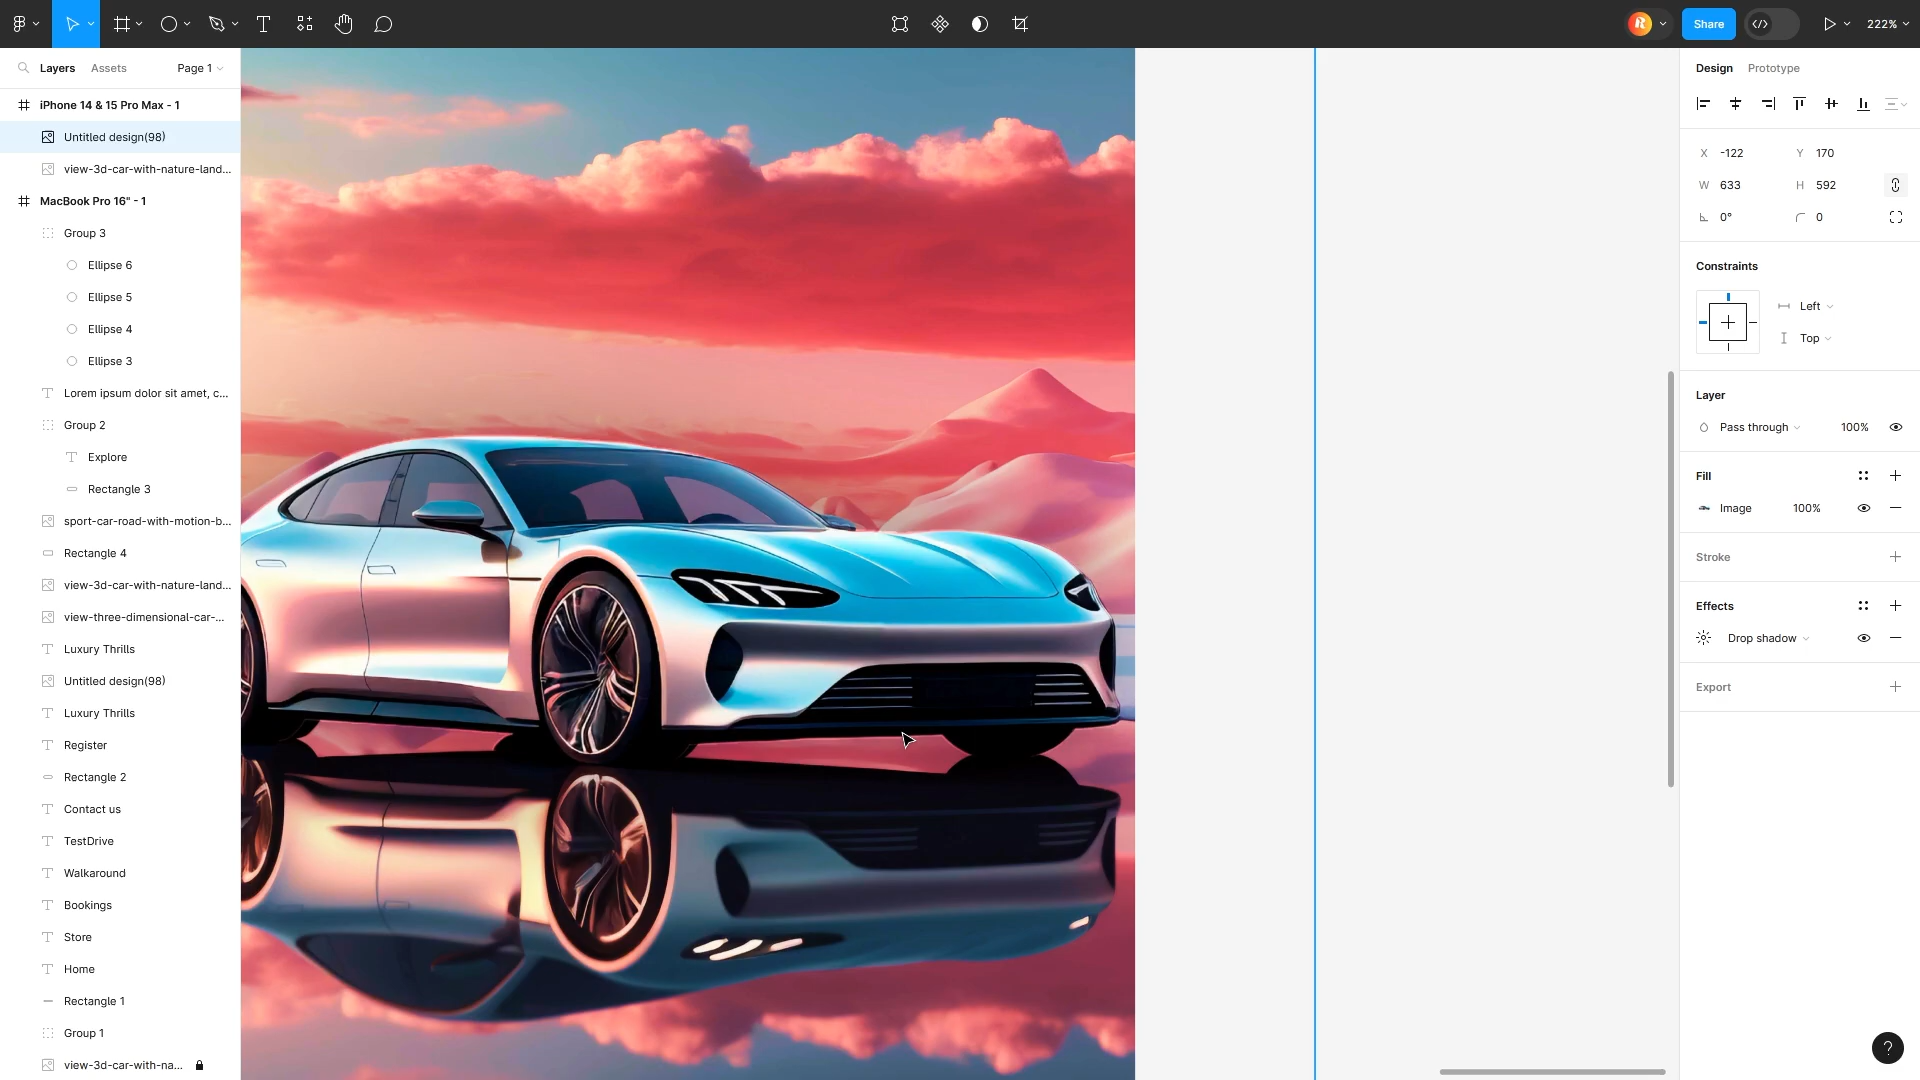 Share
222%
Layers
Assets
Page 1
Design
Prototype
iPhone 14 & 15 Pro Max - 1
Untitled design(98)
view-3d-car-with-nature-land...
MacBook Pro 16" - 1
Group 3
Ellipse 6
Ellipse 5
Ellipse 4
Ellipse 3
Lorem ipsum dolor sit amet, c...
Group 2
Explore
Rectangle 3
sport-car-road-with-motion-b...
Rectangle 4
view-3d-car-with-nature-land...
view-three-dimensional-car-...
Luxury Thrills
Untitled design(98)
Luxury Thrills
Register
Rectangle 2
Contact us
TestDrive
Walkaround
Bookings
Store
Home
Rectangle 1
Group 1
view-3d-car-with-na...
X -122
Y 170
W 633
H 592
0°
0
Constraints
Left
Top
Layer
Pass through
100%
Fill
Image
100%
Stroke
Effects
Drop shadow
Export
?